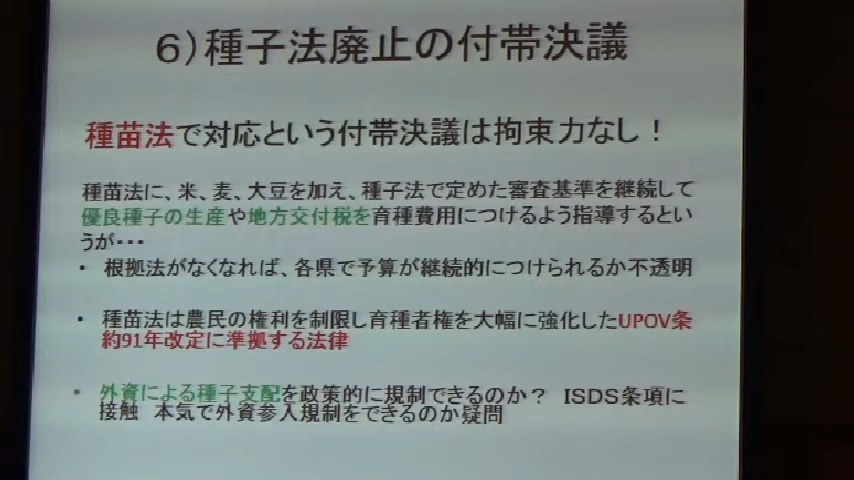 6）種子法廃止の付帯決議
種苗法で対応という付帯決議は拘束力なし！
種苗法に、米、麦、大豆を加え、種子法で定めた審査基準を継続して
優良種子の生産や地方交付税を育種費用につけるよう指導するとい
うが・・・
・ 根拠法がなくなれば、各県で予算が継続的につけられるか不透明
・ 種苗法は農民の権利を制限し育種者権を大幅に強化したUPOV条
約91年改定に準拠する法律
・ 外資による種子支配を政策的に規制できるのか？ ＩＳＤＳ条項に
接触 本気で外資参入規制をできるのか疑問